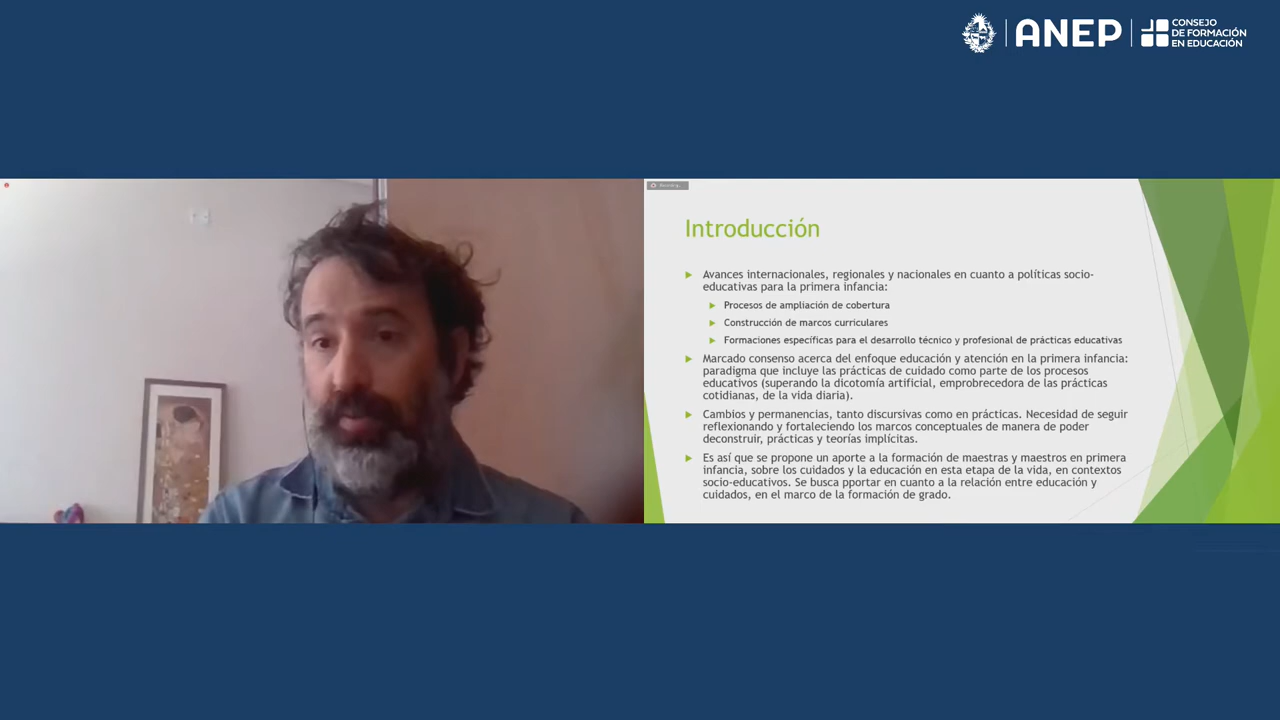 ANEP
CONSEJO
DE FORMACIÓN
EN EDUCACIÓN
Introducción
Avances internacionales, regionales y nacionales en cuanto a políticas socio-
educativas para la primera infancia:
Procesos de ampliación de cobertura
Construcción de marcos curriculares
Formaciones específicas para el desarrollo técnico y profesional de prácticas educativas
Marcado consenso acerca del enfoque educación y atención en la primera infancia:
paradigma que incluye las prácticas de cuidado como parte de los procesos
educativos (superando la dicotomía artificial, emprobrecedora de las prácticas
cotidianas, de la vida diaria).
Cambios y permanencias, tanto discursivas como en prácticas. Necesidad de seguir
reflexionando y fortaleciendo los marcos conceptuales de manera de poder
deconstruir, prácticas y teorías implícitas.
Es así que se propone un aporte a la formación de maestras y maestros en primera
infancia, sobre los cuidados y la educación en esta etapa de la vida, en contextos
socio-educativos. Se busca pportar en cuanto a la relación entre educación y
cuidados, en el marco de la formación de grado.